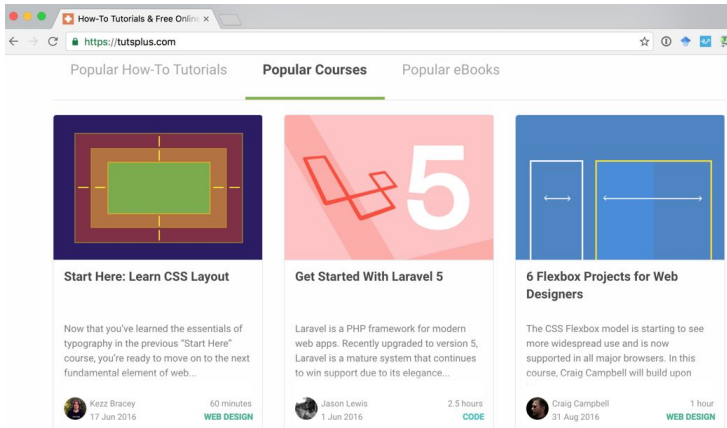 How-To Tutorials & Free Online
https://tutsplus.com
Popular How-To Tutorials
Popular Courses
Popular eBooks
5
Start Here: Learn CSS Layout
Now that you've learned the essentials of
typography in the previous "Start Here"
course, you're ready to move on to the next
fundamental element of web...
Kezz Bracey
60 minutes
17 Jun 2016
WEB DESIGN
Get Started With Laravel 5
Laravel is a PHP framework for modern
web apps. Recently upgraded to version 5,
Laravel is a mature system that continues
to win support due to its elegance...
Jason Lewis
2.5 hours
1 Jun 2016
CODE
6 Flexbox Projects for Web
Designers
The CSS Flexbox model is starting to see
more widespread use and is now
supported in all major browsers. In this
course, Craig Campbell will build upon
Craig Campbell
1 hour
31 Aug 2016
WEB DESIGN